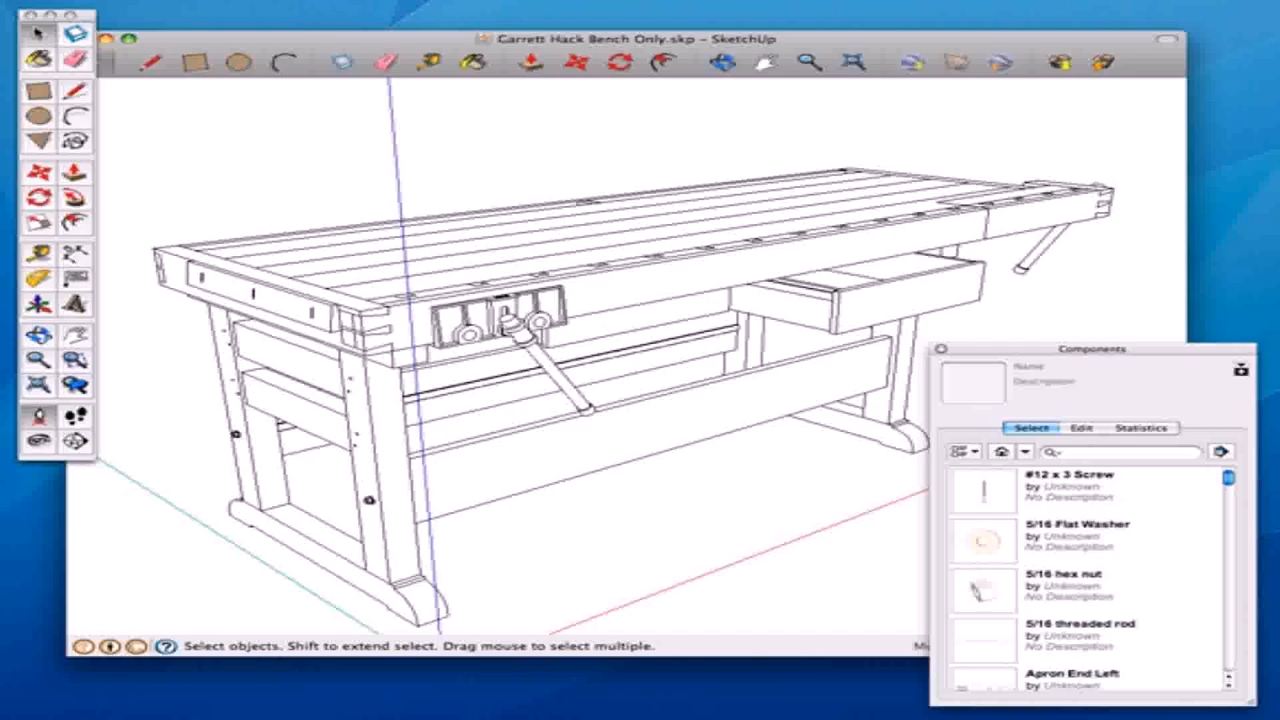 Garrett Hack Bench Only.skp – SketchUp
Components
Name
Description
Select Edit Statistics
#12 x 3 Screw
by Unknown
No Description
5/16 Flat Washer
by Unknown
No Description
5/16 hex nut
by Unknown
No Description
5/16 threaded rod
by Unknown
No Description
Apron End Left
by Unknown
Select objects. Shift to extend select. Drag mouse to select multiple.